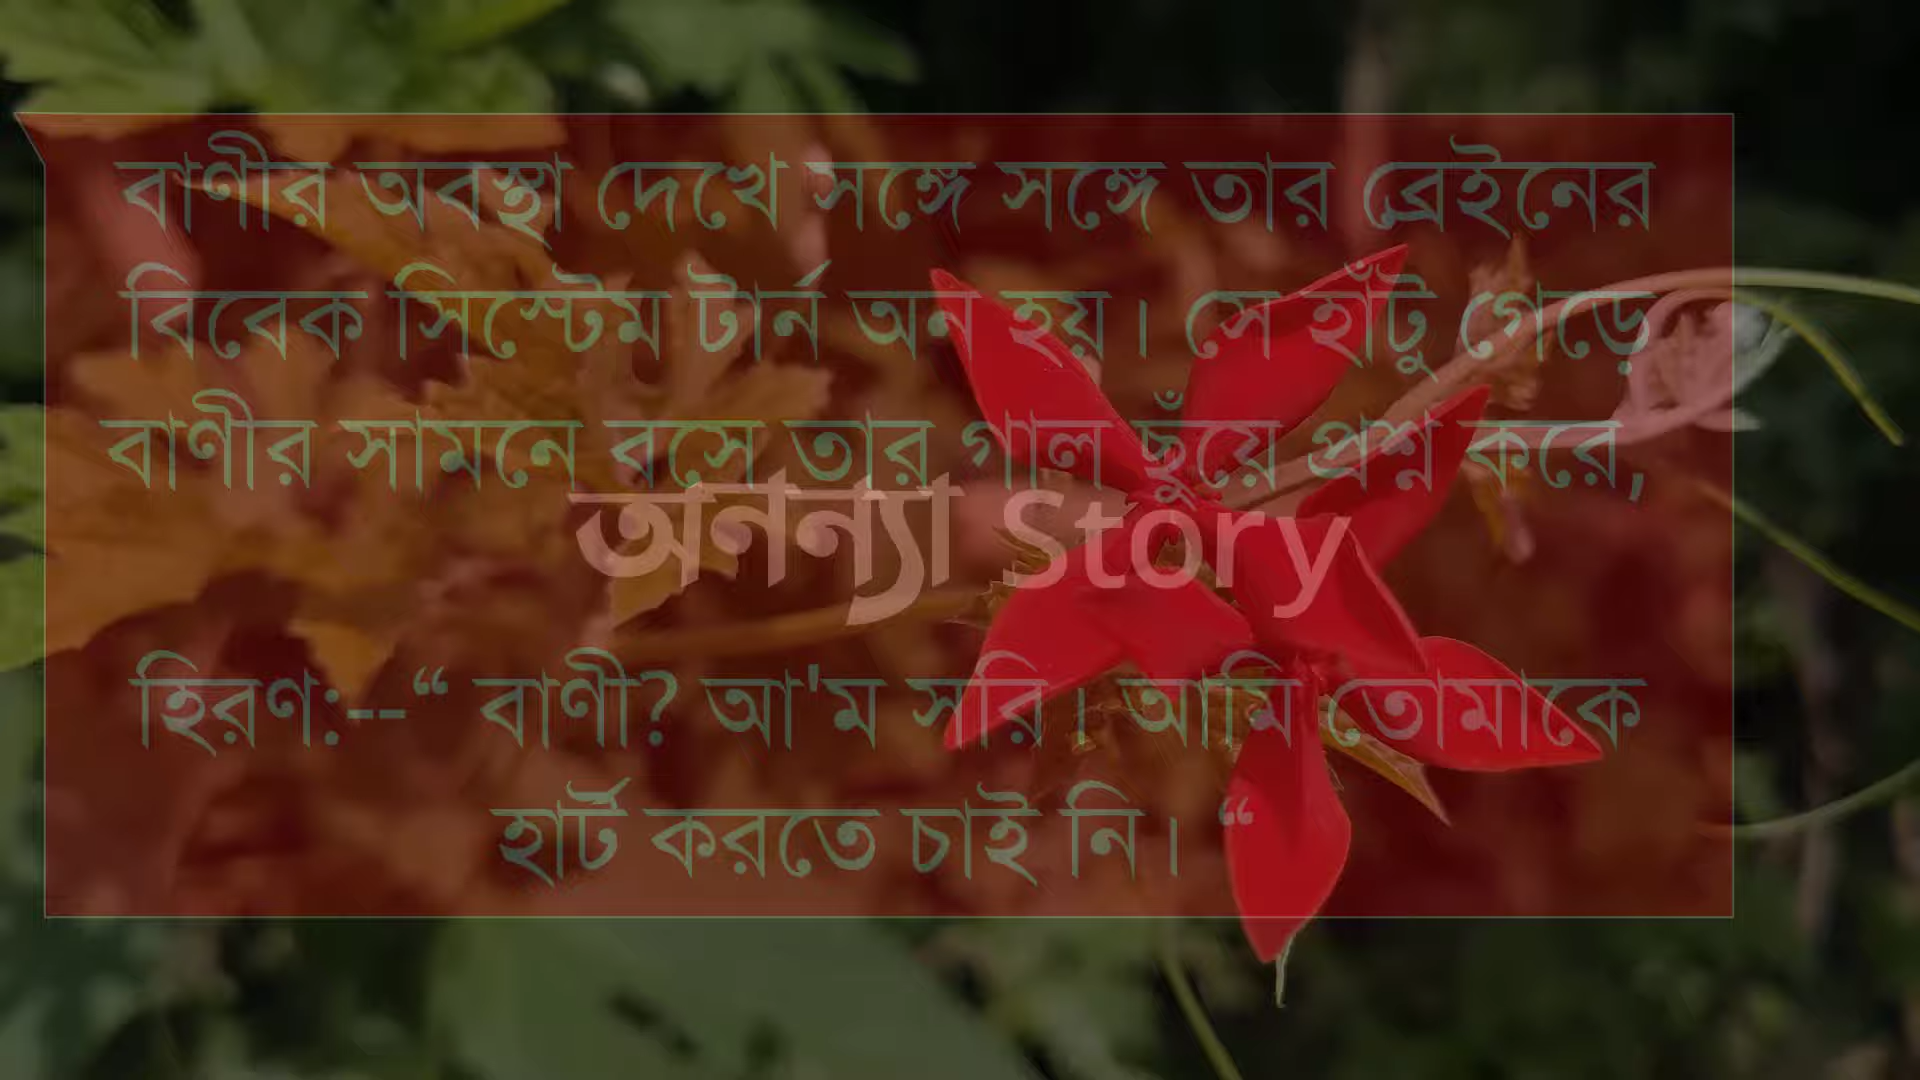 বাণীর অবস্থা দেখে সঙ্গে সঙ্গে তার ব্রেইনের
বিবেক সিস্টেম টার্ন অন হয়। সে হাঁটু গেড়ে
বাণীর সামনে বসে তার গাল ছুঁয়ে প্রশ্ন করে,
অনন্যা Story
হিরণ:--“ বাণী? আ'ম সরি। আমি তোমাকে
হার্ট করতে চাই নি। “